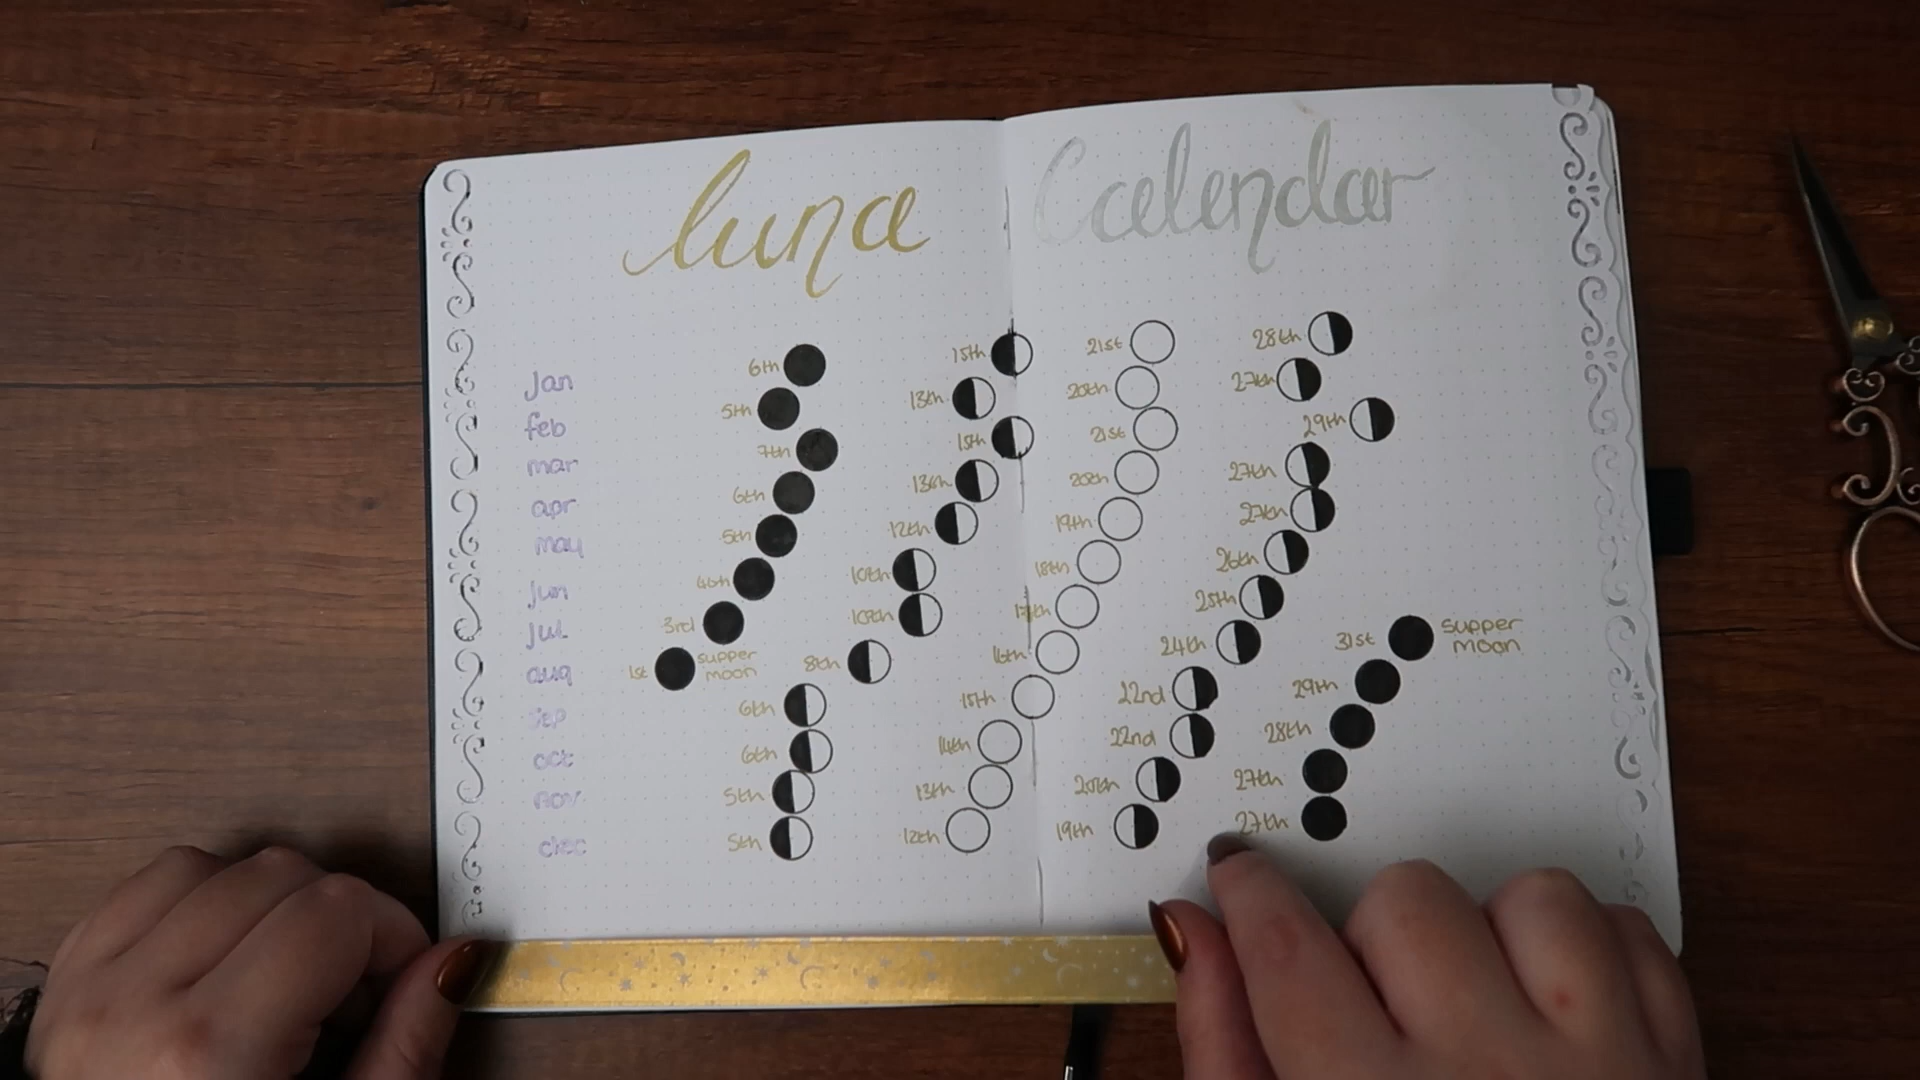 luna Calendar
Jan 6th 15th 21st 28th
feb 5th 13th 20th 27th
mar 7th 15th 21st 29th
apr 6th 13th 20th 27th
may 5th 12th 19th 27th
Jun 4th 10th 18th 26th
Jul 3rd 10th 17th 25th
aug 1st supper moon 8th 16th 24th 31st supper moon
Sep 6th 15th 22nd 29th
oct 6th 14th 22nd 28th
nov 5th 13th 20th 27th
dec 5th 12th 19th 27th